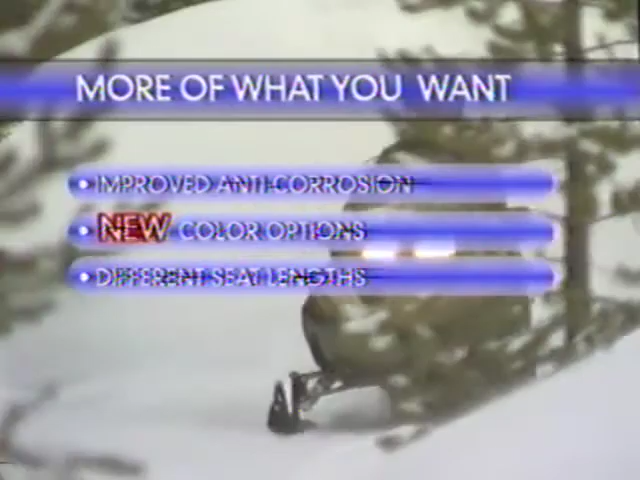 MORE OF WHAT YOU WANT
• IMPROVED ANTI-CORROSION
• NEW COLOR OPTIONS
• DIFFERENT SEAT LENGTHS